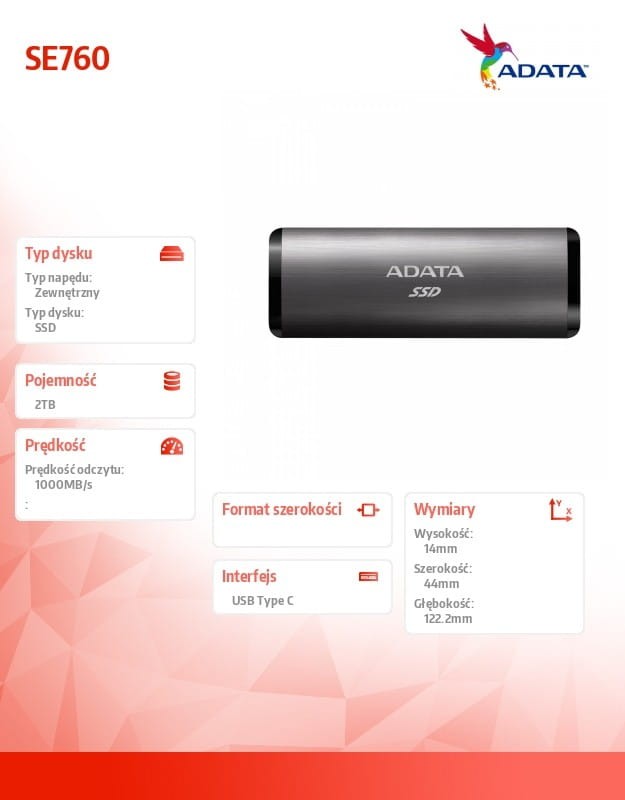 SE760
ADATA
Typ dysku
Typ napędu:
Zewnętrzny
Typ dysku:
SSD
ADATA
SSD
Pojemność
2TB
Prędkość
Prędkość odczytu:
1000MB/s
:
Format szerokości
Interfejs
USB Type C
Wymiary
Y
X
Wysokość:
14mm
Szerokość:
44mm
Głębokość:
122.2mm